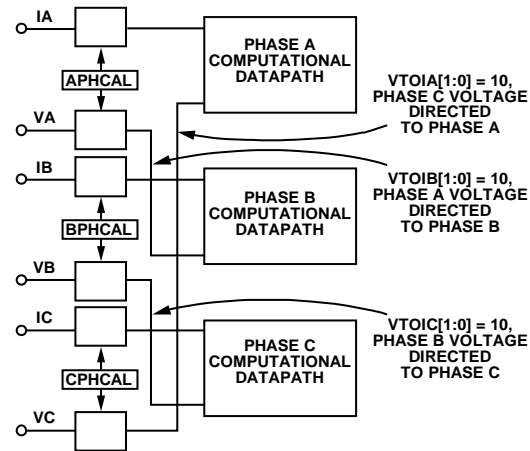 IA
PHASE A
COMPUTATIONAL
DATAPATH
APHCAL
VTOIA[1:0] = 10,
PHASE C VOLTAGE
DIRECTED
TO PHASE A
VA
IB
PHASE B
COMPUTATIONAL
DATAPATH
VTOIB[1:0] = 10,
PHASE A VOLTAGE
DIRECTED
TO PHASE B
BPHCAL
VB
IC
PHASE C
COMPUTATIONAL
DATAPATH
VTOIC[1:0] = 10,
PHASE B VOLTAGE
DIRECTED
TO PHASE C
CPHCAL
VC